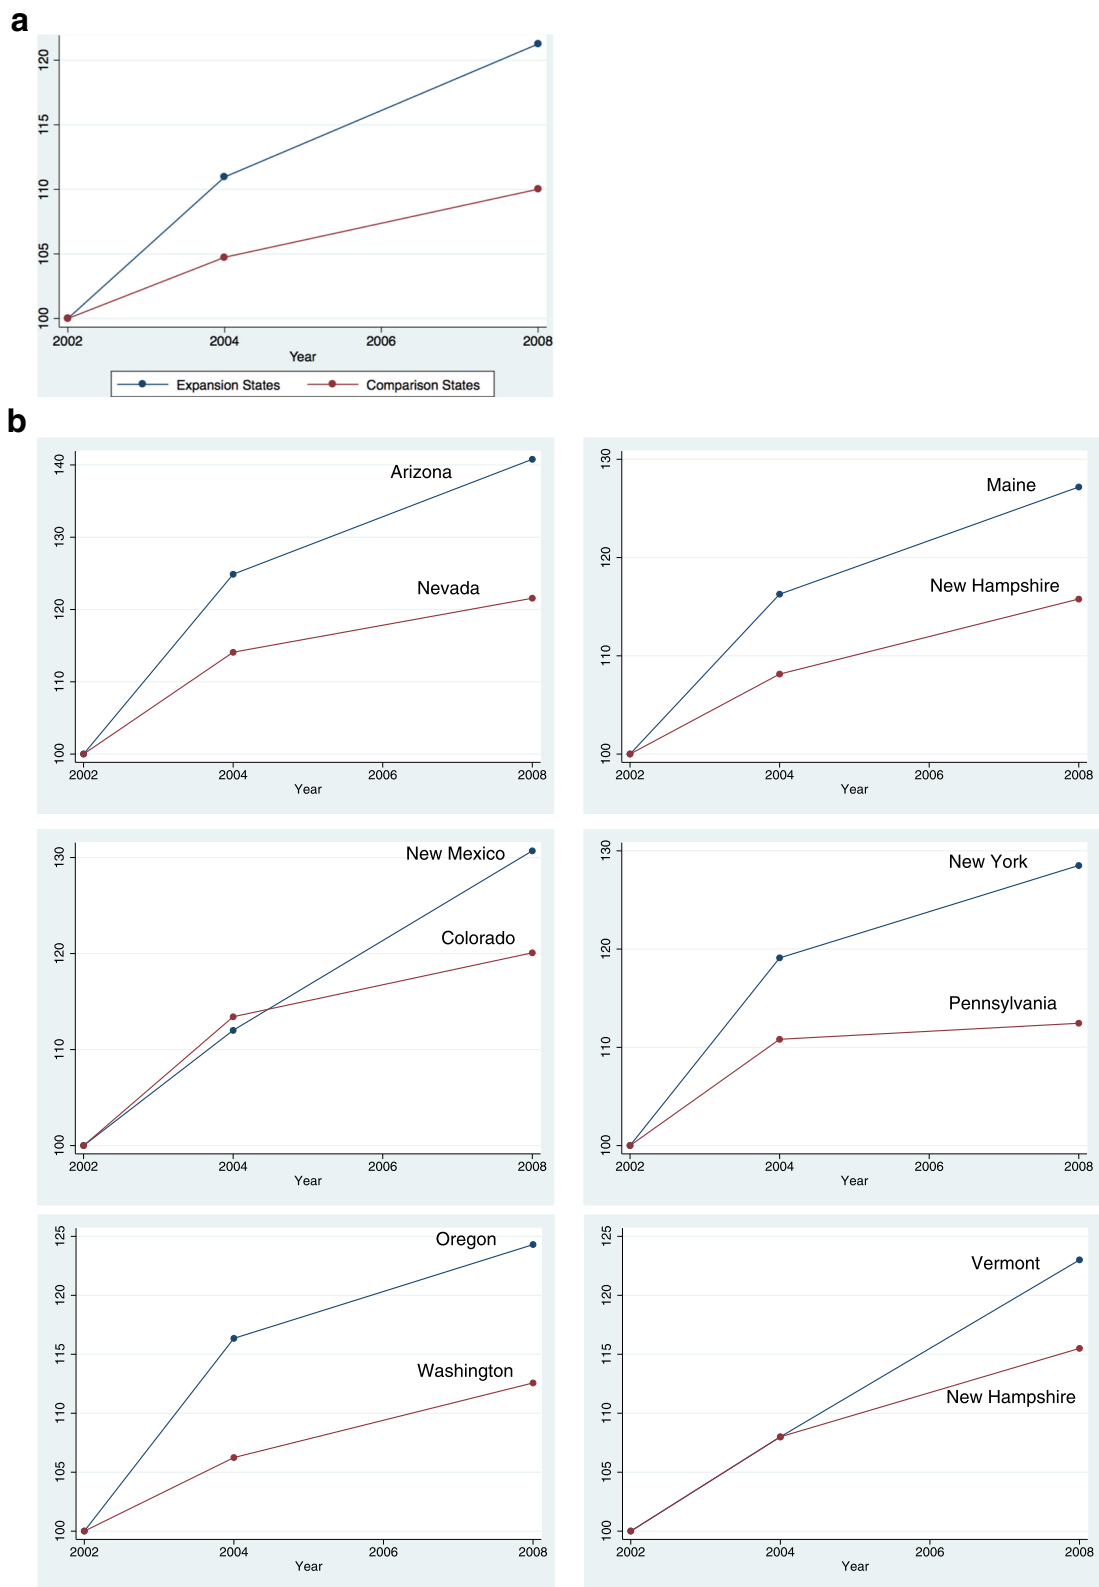 a
120
115
110
105
100
2002 2004 2006 2008
Year
Expansion States Comparison States
b
140
130
120
110
100
Arizona
Nevada
2002 2004 2006 2008
Year
130
120
110
100
Maine
New Hampshire
2002 2004 2006 2008
Year
130
120
110
100
New Mexico
Colorado
2002 2004 2006 2008
Year
130
120
110
100
New York
Pennsylvania
2002 2004 2006 2008
Year
125
120
115
110
105
100
Oregon
Washington
2002 2004 2006 2008
Year
125
120
115
110
105
100
Vermont
New Hampshire
2002 2004 2006 2008
Year